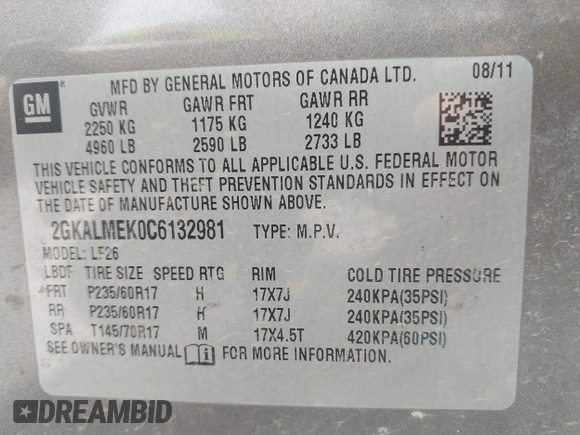 GM
MFD BY GENERAL MOTORS OF CANADA LTD. 08/11
GVWR GAWR FRT GAWR RR
2250 KG 1175 KG 1240 KG
4960 LB 2590 LB 2733 LB
THIS VEHICLE CONFORMS TO ALL APPLICABLE U.S. FEDERAL MOTOR
VEHICLE SAFETY AND THEFT PREVENTION STANDARDS IN EFFECT ON
THE DATE OF MANUFACTURE SHOWN ABOVE.
2GKALMEK0C6132981 TYPE: M.P.V.
MODEL: LF26
LBDF TIRE SIZE SPEED RTG RIM COLD TIRE PRESSURE
FRT P235/60R17 H 17X7J 240KPA(35PSI)
RR P235/60R17 H 17X7J 240KPA(35PSI)
SPA T145/70R17 M 17X4.5T 420KPA(60PSI)
SEE OWNER'S MANUAL FOR MORE INFORMATION.
DREAMBID